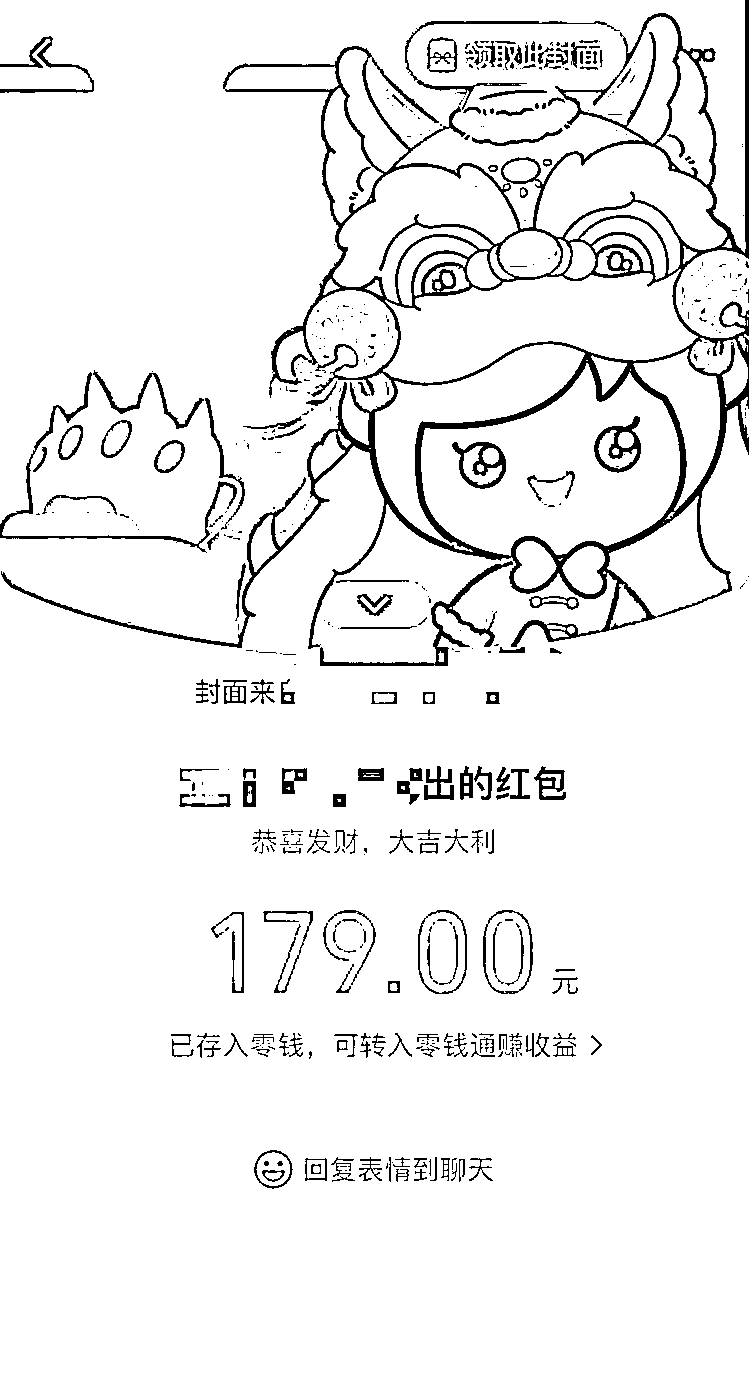 领取此封面
封面来
出的红包
恭喜发财，大吉大利
179.00元
已存入零钱，可转入零钱通赚收益 >
回复表情到聊天